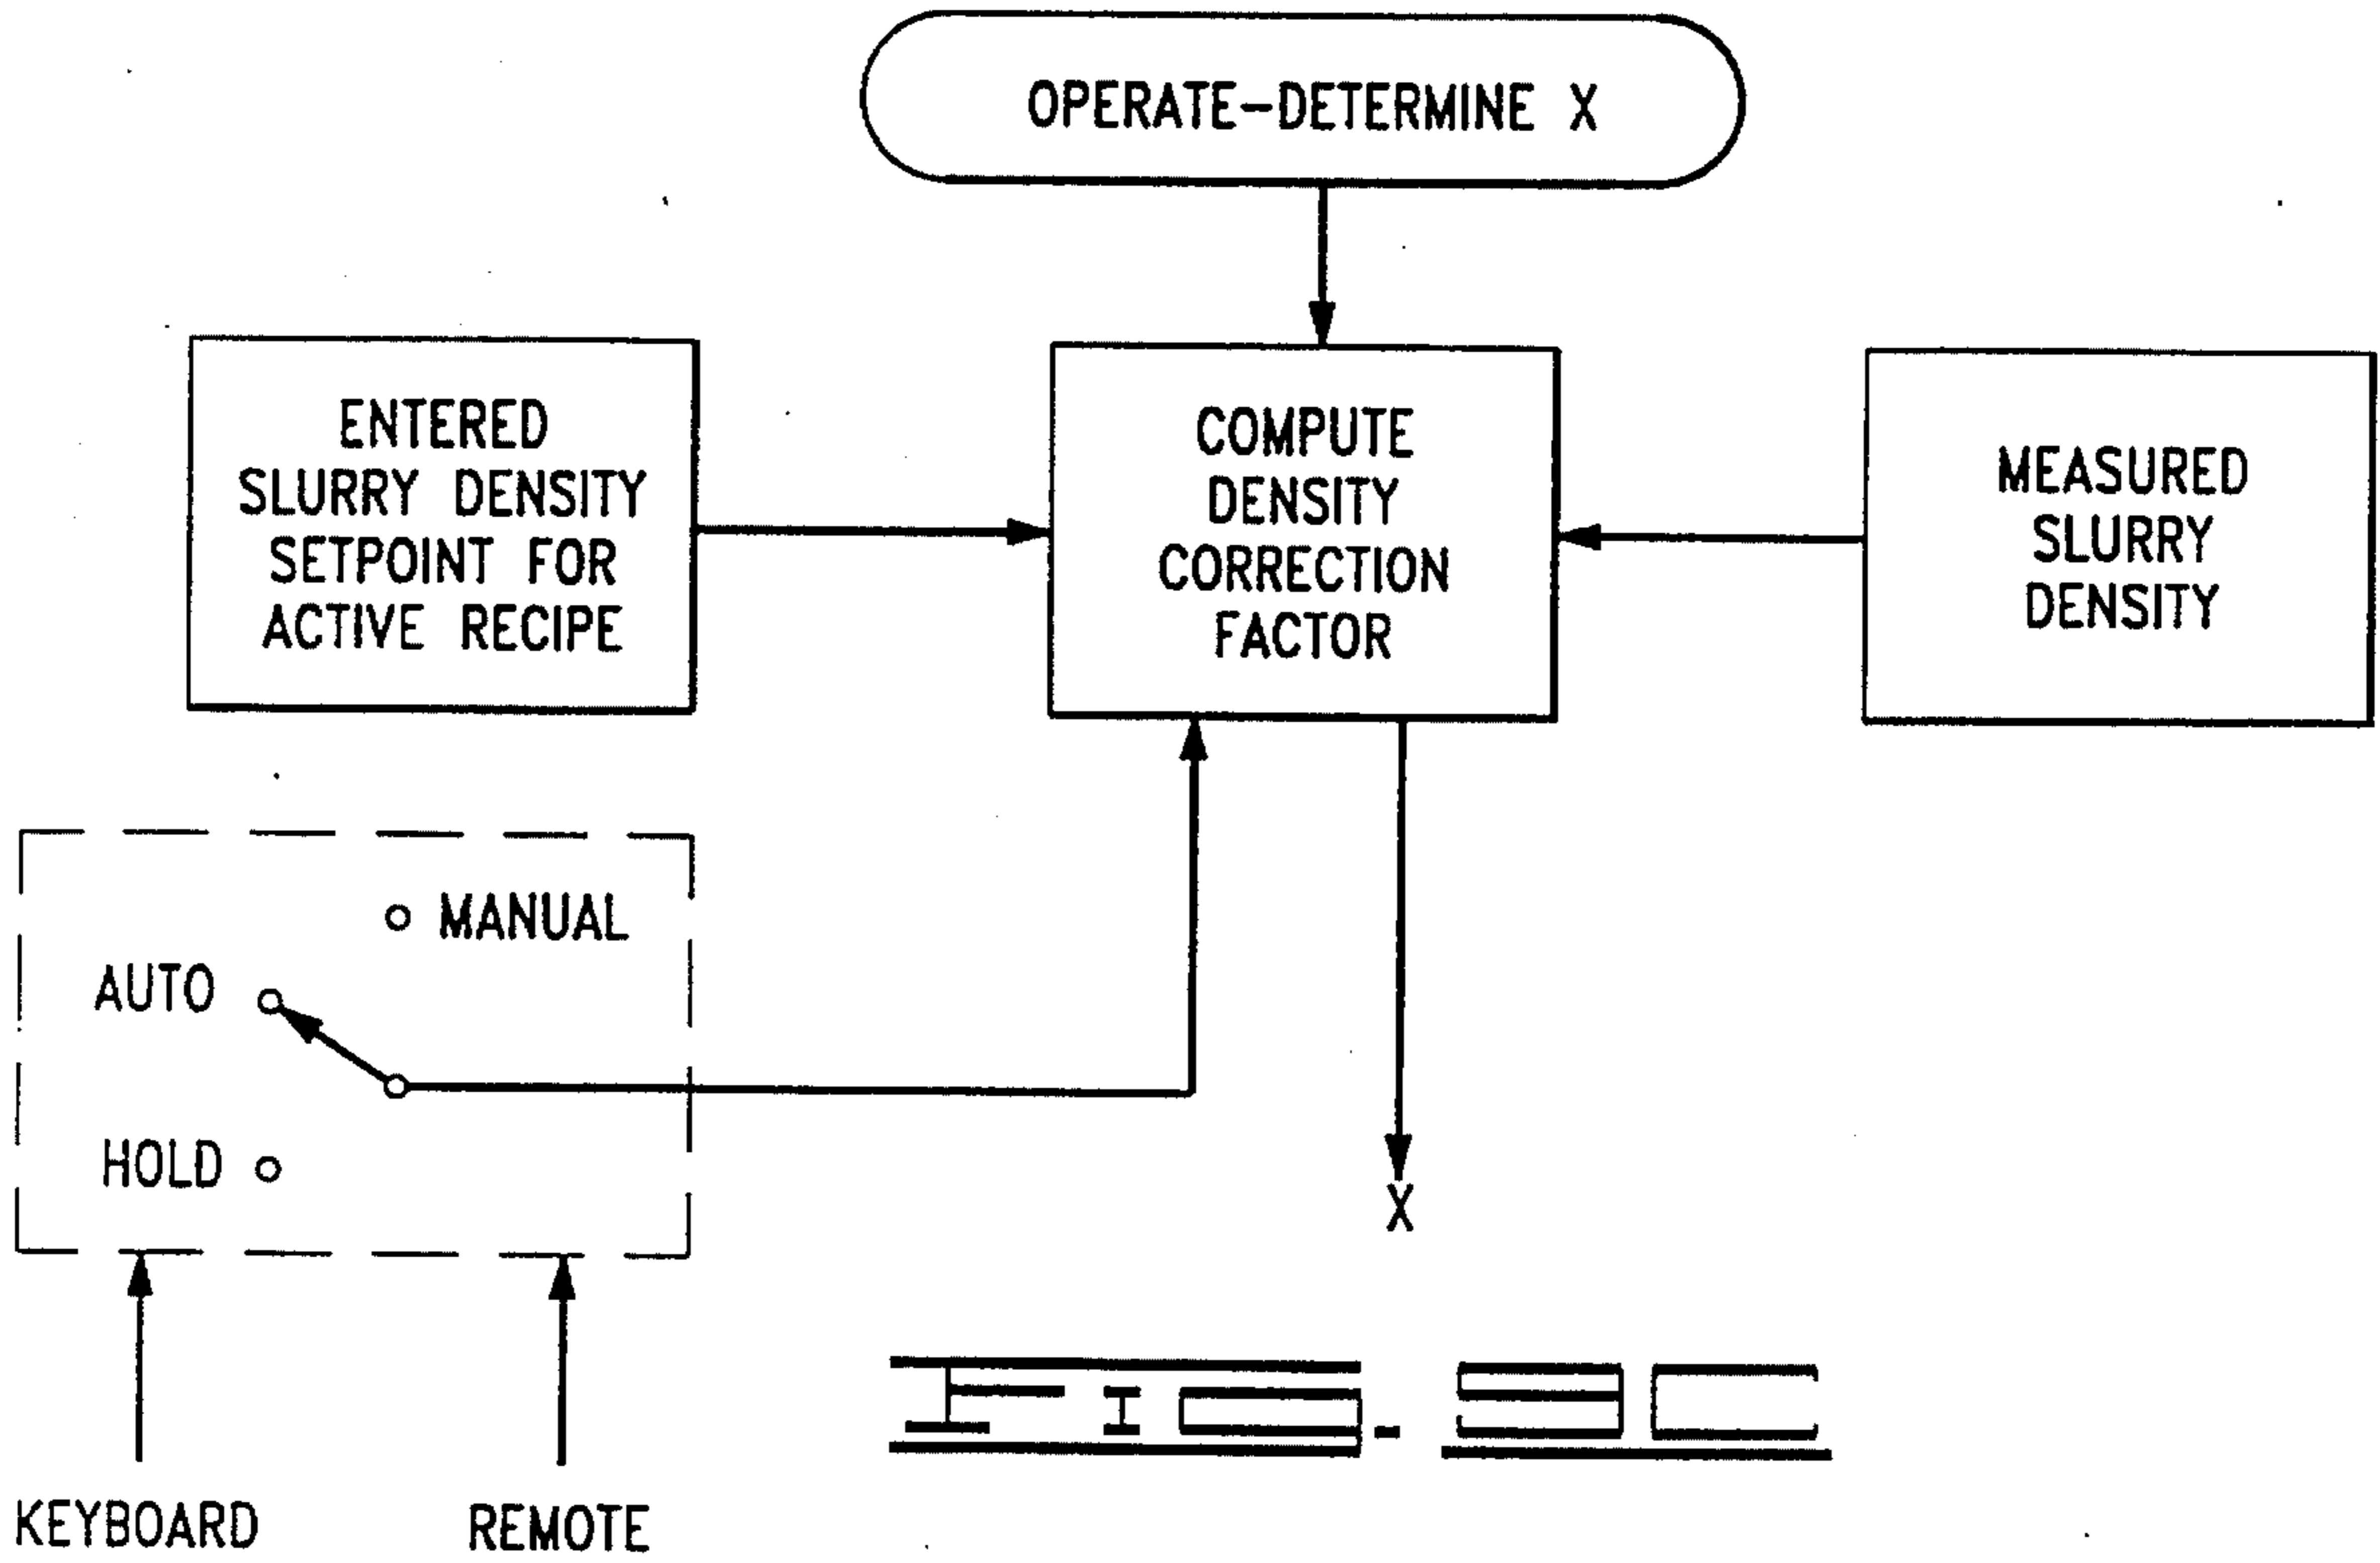 OPERATE-DETERMINE X
ENTERED
SLURRY DENSITY
SETPOINT FOR
ACTIVE RECIPE
COMPUTE
DENSITY
CORRECTION
FACTOR
MEASURED
SLURRY
DENSITY
MANUAL
AUTO
HOLD
X
KEYBOARD
REMOTE
FIG. 9C